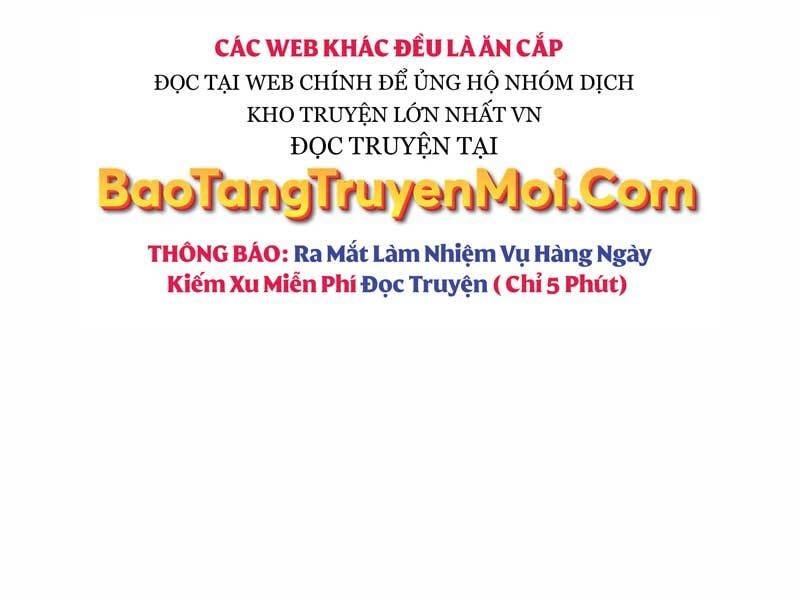 CÁC WEB KHÁC ĐỀU LÀ ĂN CẮP
ĐỌC TẠI WEB CHÍNH ĐỂ ỦNG HỘ NHÓM DỊCH
KHO TRUYỆN LỚN NHẤT VN
ĐỌC TRUYỆN TẠI
BaoTangTruyenMoi.Com
THÔNG BÁO: Ra Mắt Làm Nhiệm Vụ Hàng Ngày
Kiếm Xu Miễn Phí Đọc Truyện ( Chỉ 5 Phút)